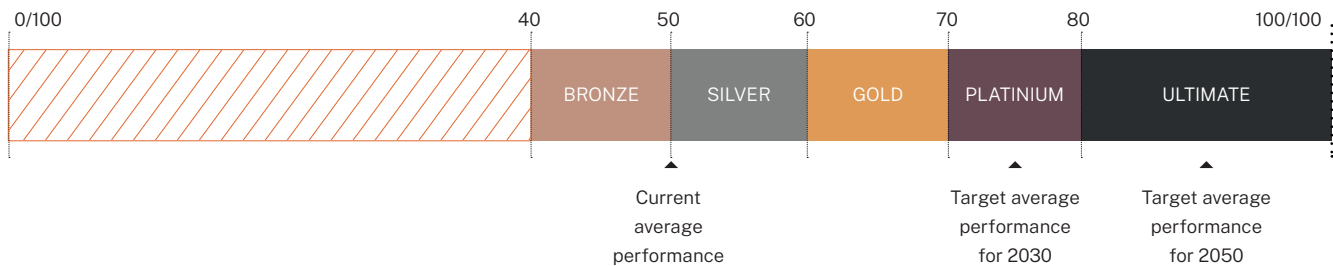 0/100 40 50 60 70 80 100/100
BRONZE SILVER GOLD PLATINIUM ULTIMATE
Current
average
performance
Target average
performance
for 2030
Target average
performance
for 2050